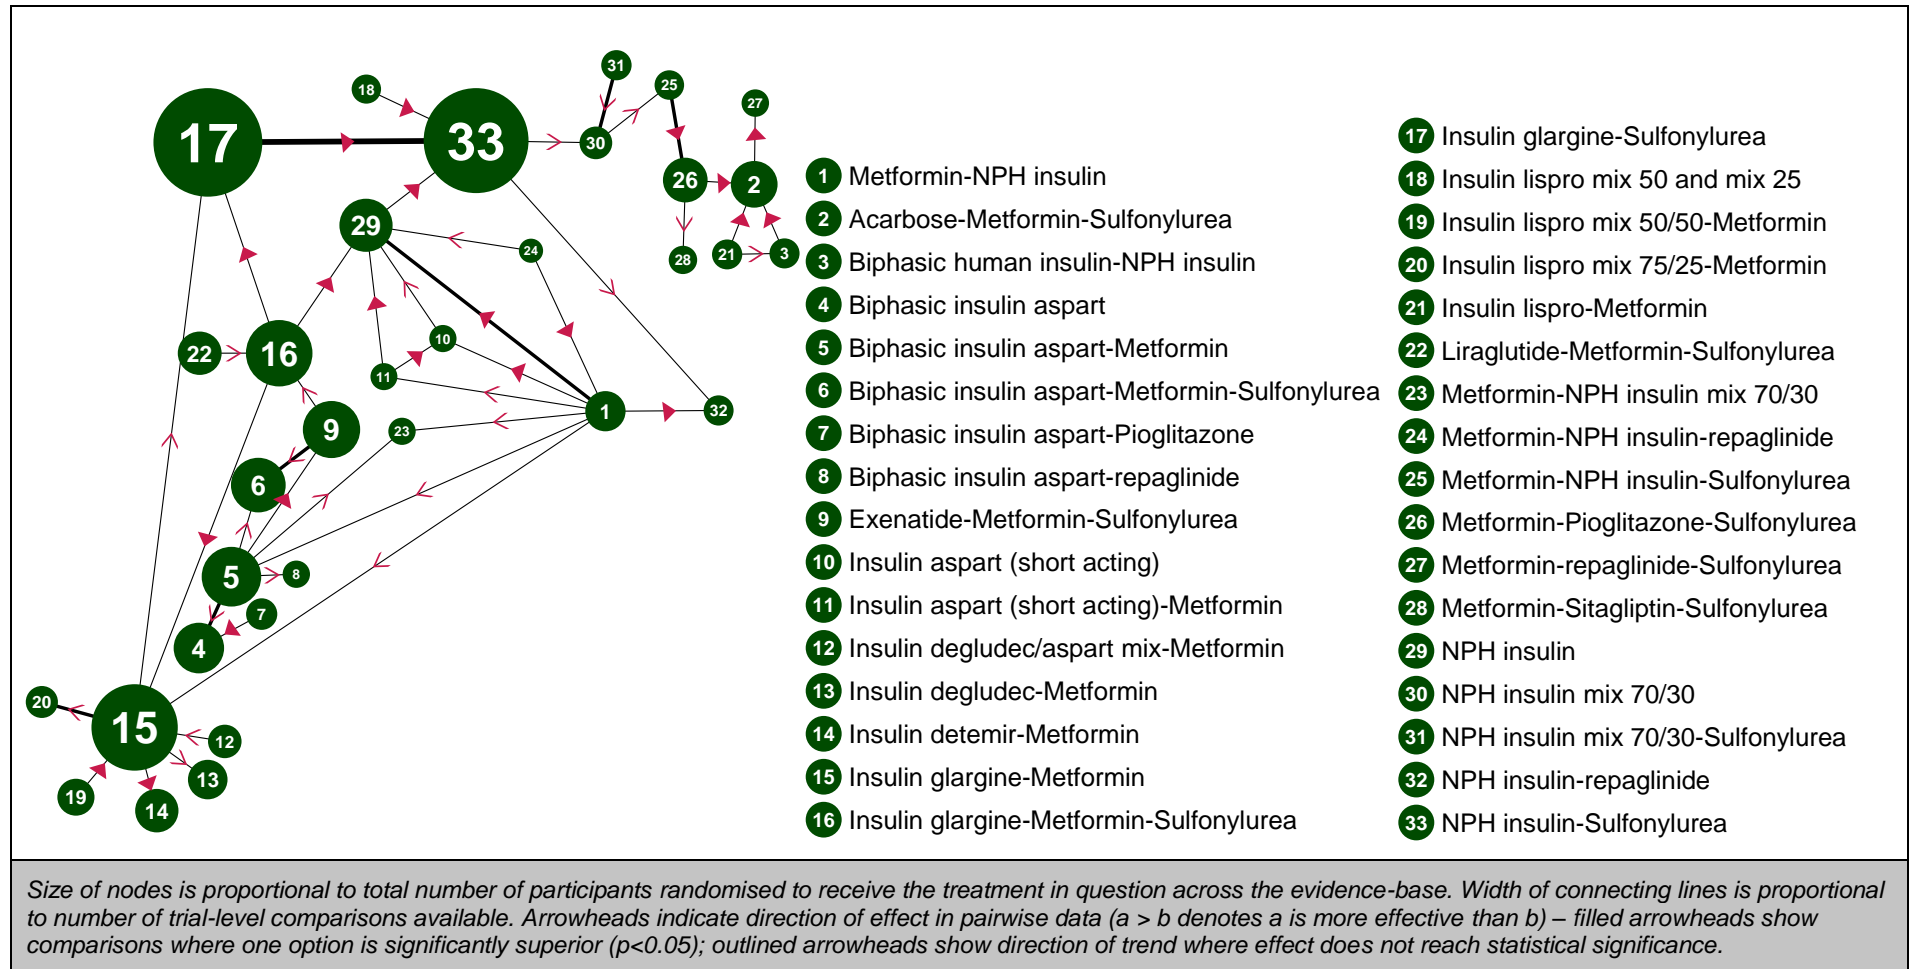 31
25
18
27
17
33
30
26
2
29
24
21
3
28
22
16
10
11
9
1
32
23
6
5
8
7
4
20
15
12
13
19
14
1 Metformin-NPH insulin
2 Acarbose-Metformin-Sulfonylurea
3 Biphasic human insulin-NPH insulin
4 Biphasic insulin aspart
5 Biphasic insulin aspart-Metformin
6 Biphasic insulin aspart-Metformin-Sulfonylurea
7 Biphasic insulin aspart-Pioglitazone
8 Biphasic insulin aspart-repaglinide
9 Exenatide-Metformin-Sulfonylurea
10 Insulin aspart (short acting)
11 Insulin aspart (short acting)-Metformin
12 Insulin degludec/aspart mix-Metformin
13 Insulin degludec-Metformin
14 Insulin detemir-Metformin
15 Insulin glargine-Metformin
16 Insulin glargine-Metformin-Sulfonylurea
17 Insulin glargine-Sulfonylurea
18 Insulin lispro mix 50 and mix 25
19 Insulin lispro mix 50/50-Metformin
20 Insulin lispro mix 75/25-Metformin
21 Insulin lispro-Metformin
22 Liraglutide-Metformin-Sulfonylurea
23 Metformin-NPH insulin mix 70/30
24 Metformin-NPH insulin-repaglinide
25 Metformin-NPH insulin-Sulfonylurea
26 Metformin-Pioglitazone-Sulfonylurea
27 Metformin-repaglinide-Sulfonylurea
28 Metformin-Sitagliptin-Sulfonylurea
29 NPH insulin
30 NPH insulin mix 70/30
31 NPH insulin mix 70/30-Sulfonylurea
32 NPH insulin-repaglinide
33 NPH insulin-Sulfonylurea
Size of nodes is proportional to total number of participants randomised to receive the treatment in question across the evidence-base. Width of connecting lines is proportional
to number of trial-level comparisons available. Arrowheads indicate direction of effect in pairwise data (a > b denotes a is more effective than b) – filled arrowheads show
comparisons where one option is significantly superior (p<0.05); outlined arrowheads show direction of trend where effect does not reach statistical significance.